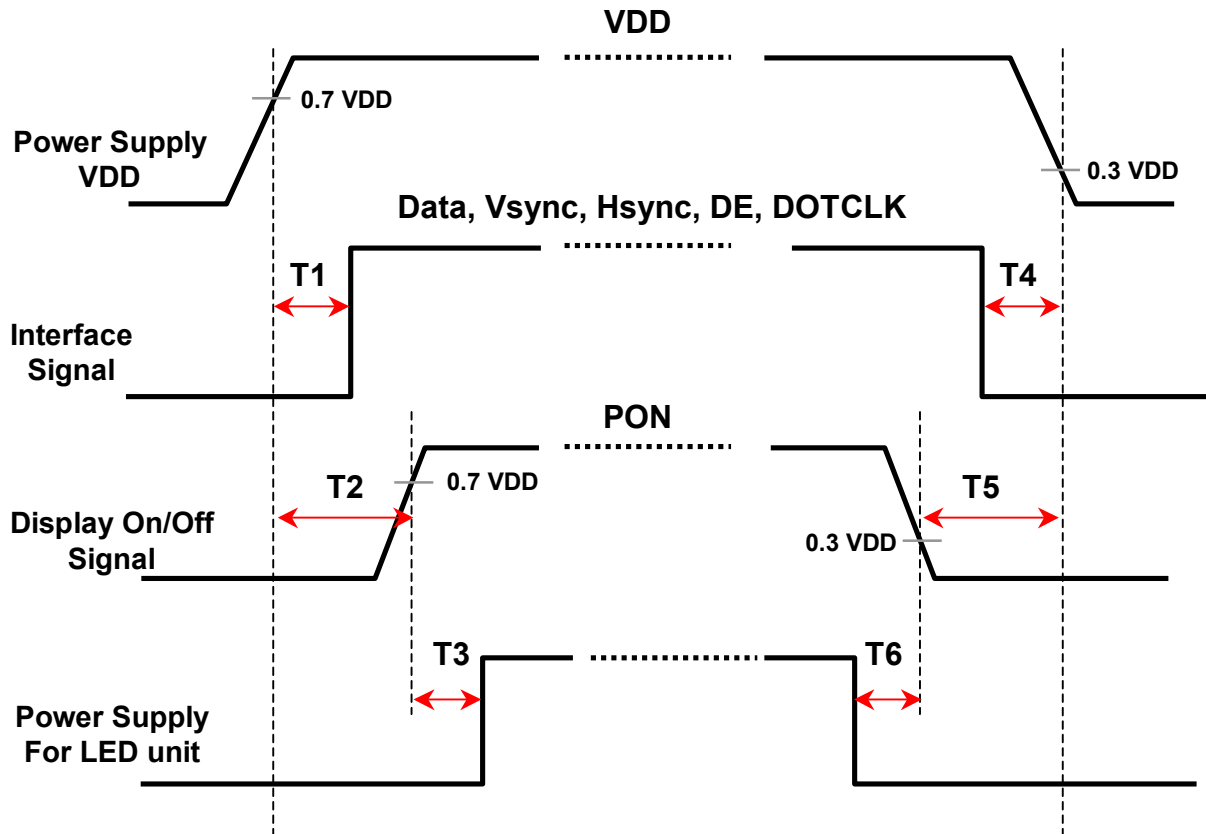 VDD
0.7 VDD
Power Supply
VDD
0.3 VDD
Data, Vsync, Hsync, DE, DOTCLK
T1
T4
Interface
Signal
PON
T2
0.7 VDD
T5
Display On/Off
Signal
0.3 VDD
T3
T6
Power Supply
For LED unit